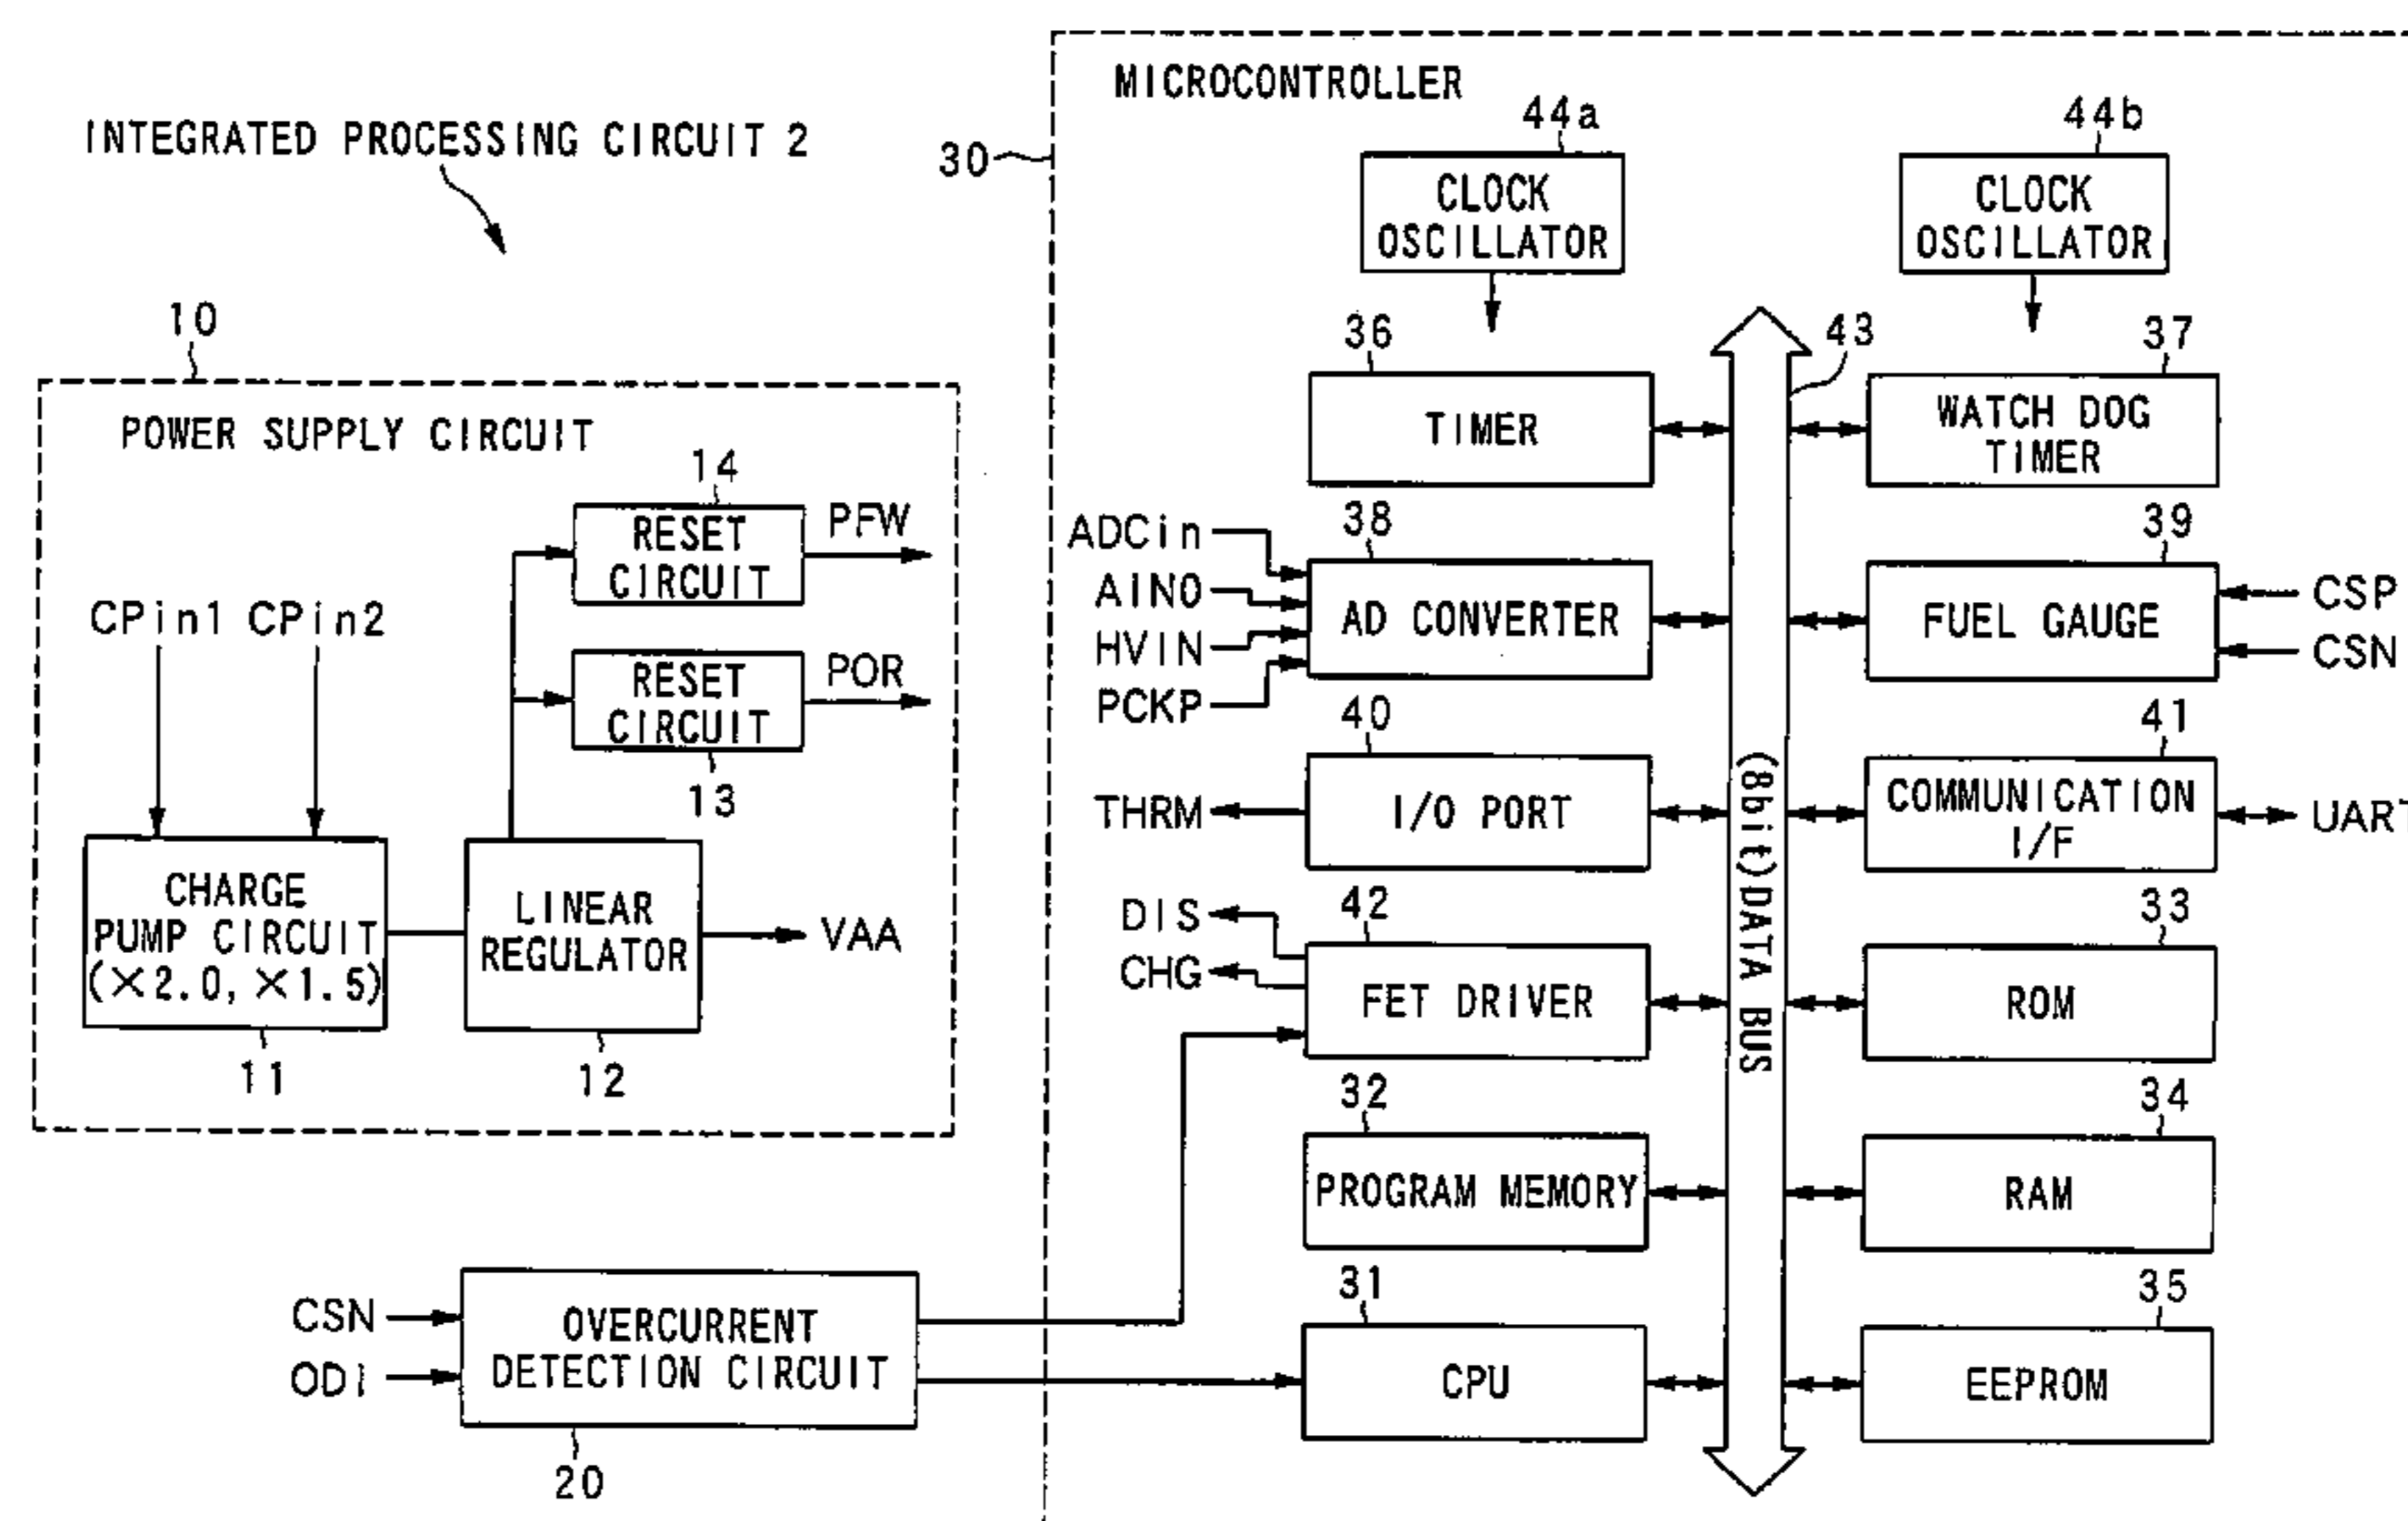 INTEGRATED PROCESSING CIRCUIT 2
10
POWER SUPPLY CIRCUIT
14
RESET
CIRCUIT
PFW
CPin1 CPin2
RESET
CIRCUIT
POR
13
CHARGE
PUMP CIRCUIT
(×2.0, ×1.5)
11
LINEAR
REGULATOR
12
VAA
CSN
ODI
OVERCURRENT
DETECTION CIRCUIT
20
30
MICROCONTROLLER
44a
CLOCK
OSCILLATOR
44b
CLOCK
OSCILLATOR
43
36
TIMER
37
WATCH DOG
TIMER
ADCin
AIN0
HVIN
PCKP
38
AD CONVERTER
39
FUEL GAUGE
CSP
CSN
40
THRM
I/O PORT
41
COMMUNICATION
I/F
UART
DIS
CHG
42
FET DRIVER
33
ROM
(8bit)DATA BUS
32
PROGRAM MEMORY
34
RAM
31
CPU
35
EEPROM